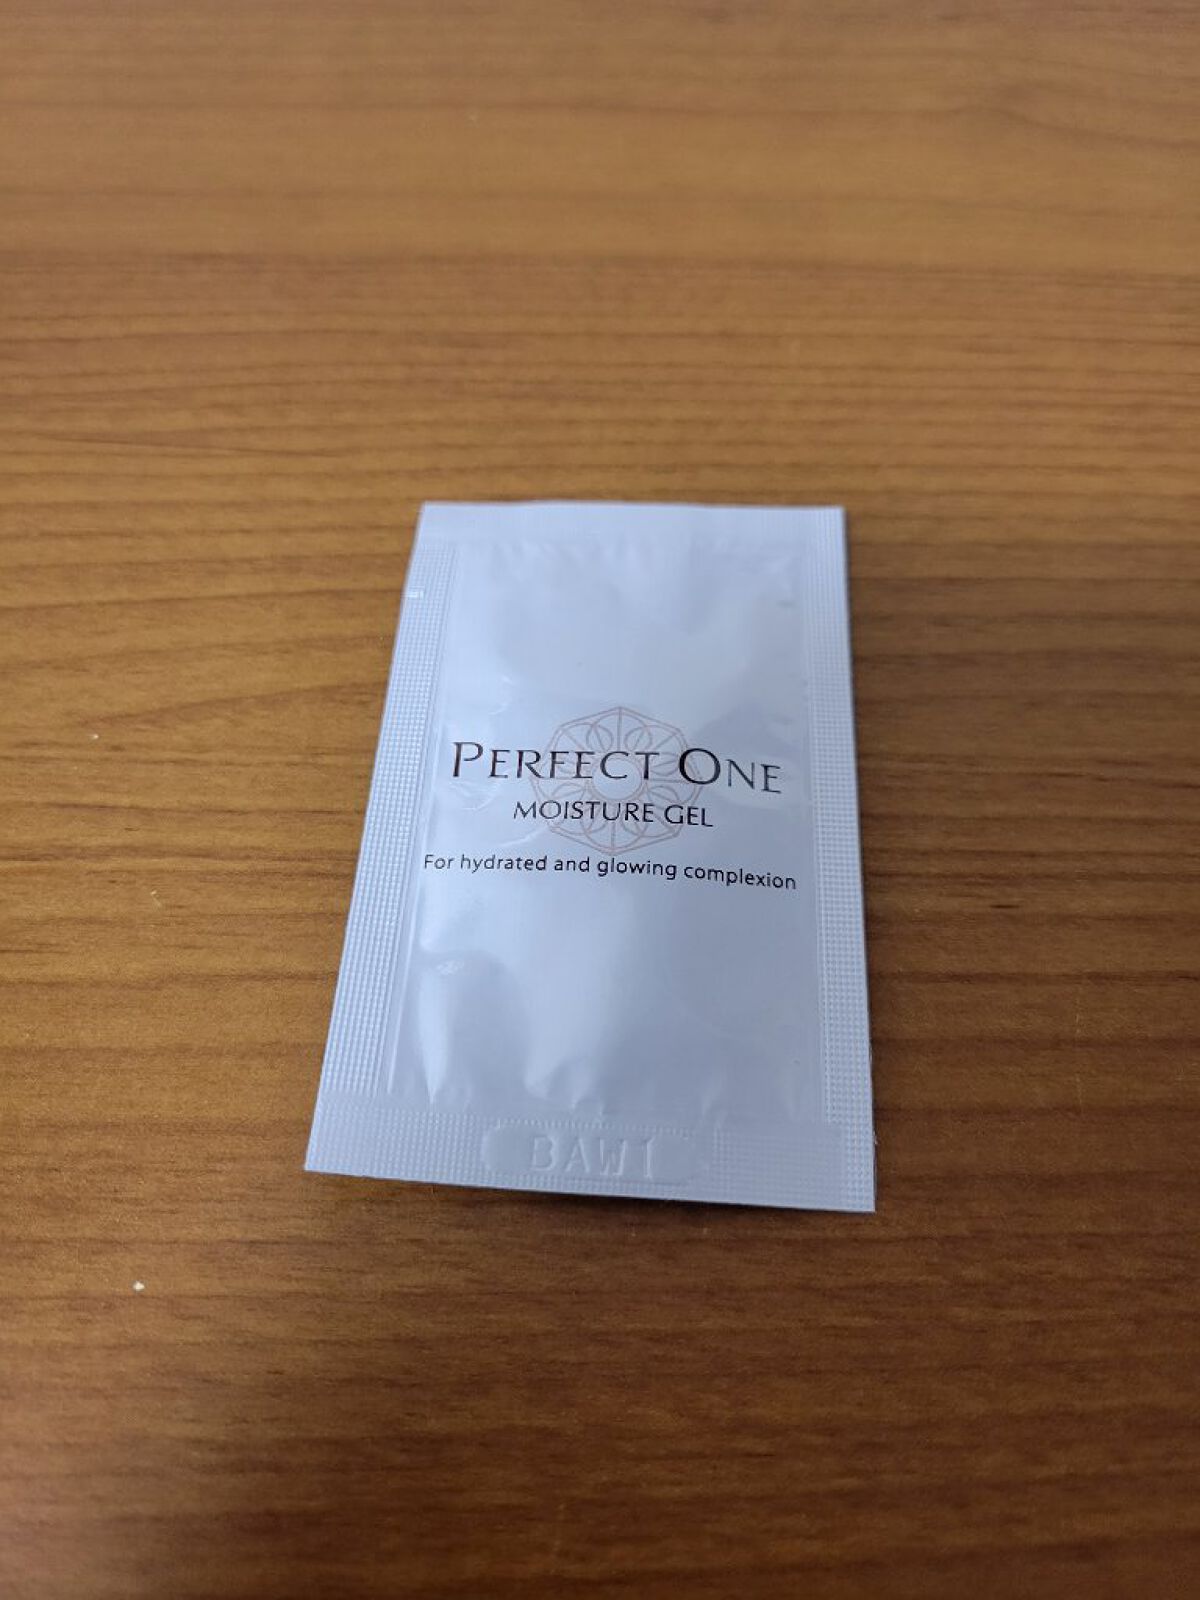 PERFECT ONE
MOISTURE GEL
For hydrated and glowing complexion
BAW1